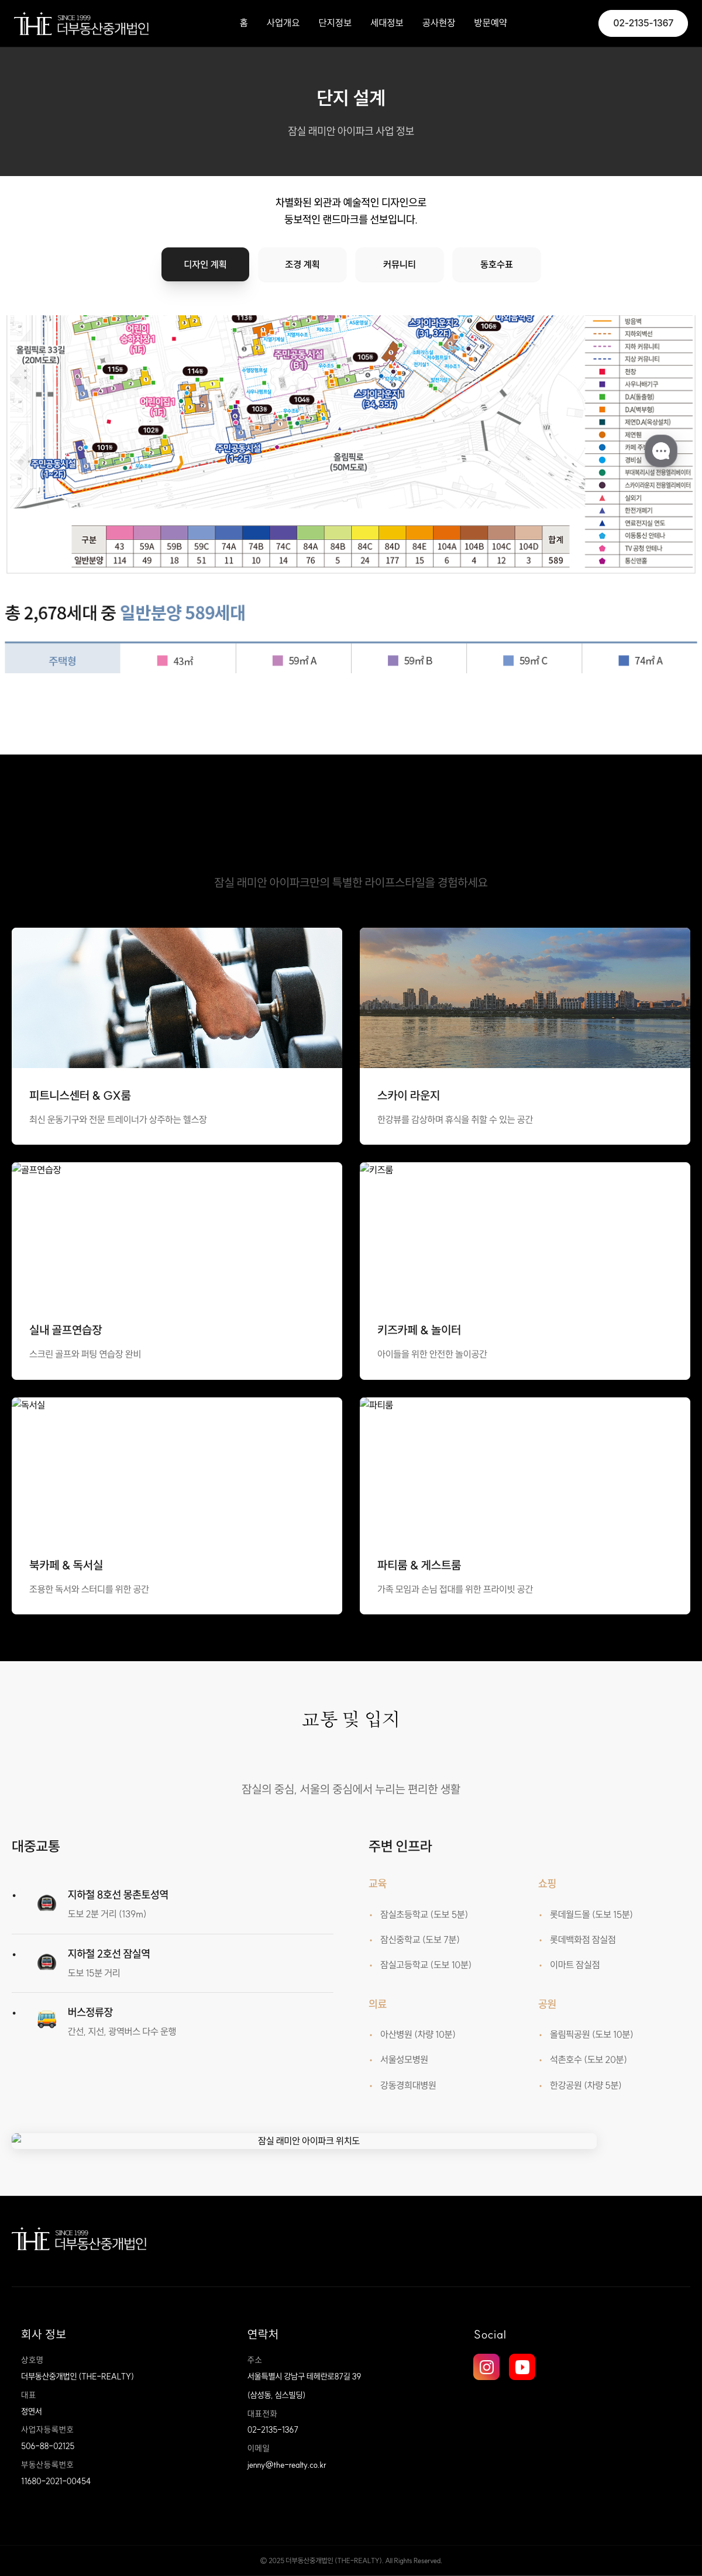 THE SINCE 1999
더부동산중개법인
홈 사업개요 단지정보 세대정보 공사현장 방문예약
02-2135-1367
단지 설계
잠실 래미안 아이파크 사업 정보
차별화된 외관과 예술적인 디자인으로
둥보적인 랜드마크를 선보입니다.
디자인 계획 조경 계획 커뮤니티 동호수표
올림픽로 33길
(20M도로)
어린이
승하차장1
(1F)
주민공동시설
(B1)
스카이라운지2
(31, 32F)
106동
115동
114동
105동
스카이라운지1
(34, 35F)
어린이집1
(1F)
104동
103동
102동
101동
주민공동시설
(1~2F)
주민공동시설
(1~2F)
올림픽로
(50M도로)
방음벽
지하외벽선
지하 커뮤니티
지상 커뮤니티
천창
사우나배기구
D.A(돌출형)
D.A(벽부형)
제연D.A(옥상설치)
제연휀
경비실
부대복리시설 전용엘리베이터
스카이라운지 전용엘리베이터
실외기
한전개폐기
연료전지실 연도
이동통신 안테나
TV 공청 안테나
통신맨홀
구분 43 59A 59B 59C 74A 74B 74C 84A 84B 84C 84D 84E 104A 104B 104C 104D 합계
일반분양 114 49 18 51 11 10 14 76 5 24 177 15 6 4 12 3 589
총 2,678세대 중 일반분양 589세대
주택형 43㎡ 59㎡ A 59㎡ B 59㎡ C 74㎡ A
잠실 래미안 아이파크만의 특별한 라이프스타일을 경험하세요
피트니스센터 & GX룸
최신 운동기구와 전문 트레이너가 상주하는 헬스장
스카이 라운지
한강뷰를 감상하며 휴식을 취할 수 있는 공간
골프연습장
실내 골프연습장
스크린 골프와 퍼팅 연습장 완비
키즈룸
키즈카페 & 놀이터
아이들을 위한 안전한 놀이공간
독서실
북카페 & 독서실
조용한 독서와 스터디를 위한 공간
파티룸
파티룸 & 게스트룸
가족 모임과 손님 접대를 위한 프라이빗 공간
교통 및 입지
잠실의 중심, 서울의 중심에서 누리는 편리한 생활
대중교통
지하철 8호선 몽촌토성역
도보 2분 거리 (139m)
지하철 2호선 잠실역
도보 15분 거리
버스정류장
간선, 지선, 광역버스 다수 운행
주변 인프라
교육
잠실초등학교 (도보 5분)
잠신중학교 (도보 7분)
잠실고등학교 (도보 10분)
쇼핑
롯데월드몰 (도보 15분)
롯데백화점 잠실점
이마트 잠실점
의료
아산병원 (차량 10분)
서울성모병원
강동경희대병원
공원
올림픽공원 (도보 10분)
석촌호수 (도보 20분)
한강공원 (차량 5분)
잠실 래미안 아이파크 위치도
THE SINCE 1999
더부동산중개법인
회사 정보
상호명
더부동산중개법인 (THE-REALTY)
대표
정연서
사업자등록번호
506-88-02125
부동산등록번호
11680-2021-00454
연락처
주소
서울특별시 강남구 테헤란로87길 39
(삼성동, 심스빌딩)
대표전화
02-2135-1367
이메일
jenny@the-realty.co.kr
Social
© 2025 더부동산중개법인 (THE-REALTY). All Rights Reserved.